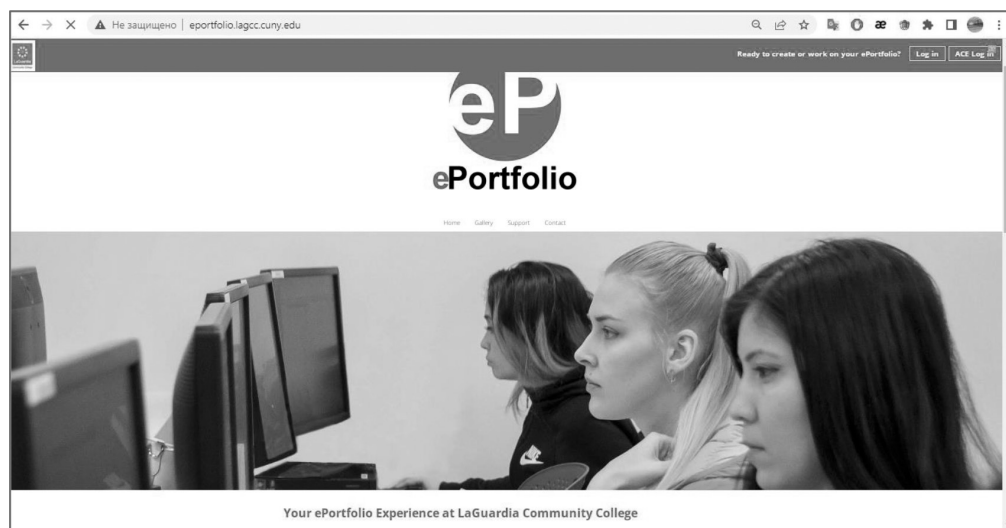 Не защищено | eportfolio.lagcc.cuny.edu
Ready to create or work on your ePortfolio? Log in ACE Log in
eP
ePortfolio
Home Gallery Support Contact
Your ePortfolio Experience at LaGuardia Community College